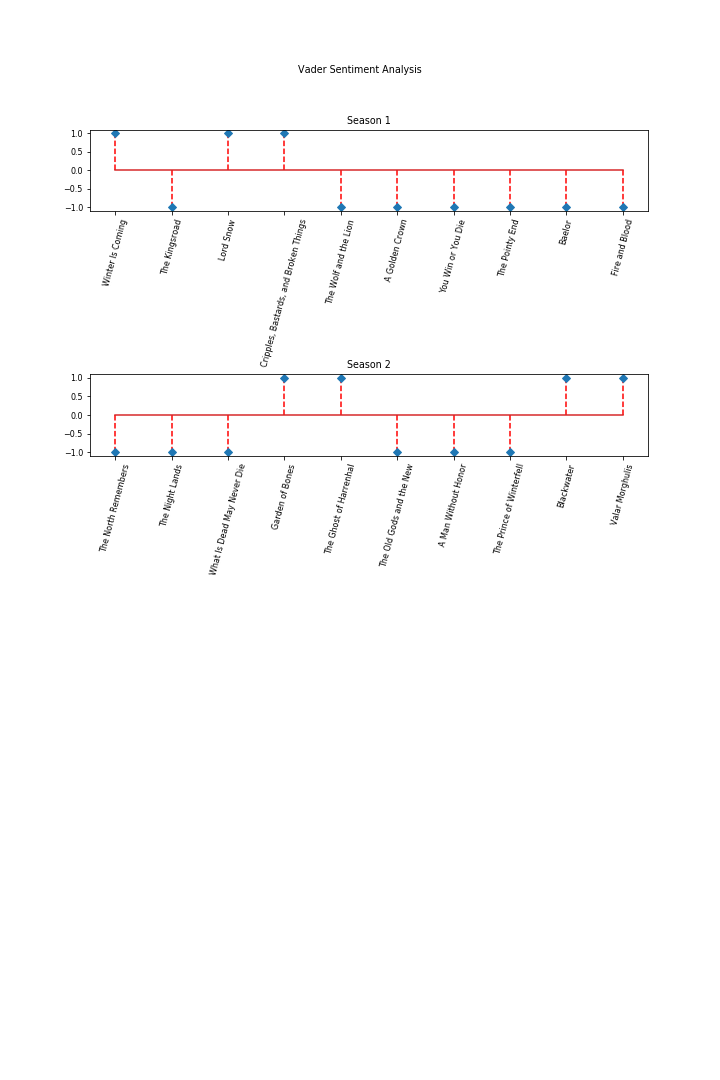 Vader Sentiment Analysis
Season 1
1.0
0.5
0.0
−0.5
−1.0
Winter Is Coming
The Kingsroad
Lord Snow
Cripples, Bastards, and Broken Things
The Wolf and the Lion
A Golden Crown
You Win or You Die
The Pointy End
Baelor
Fire and Blood
Season 2
1.0
0.5
0.0
−0.5
−1.0
The North Remembers
The Night Lands
What Is Dead May Never Die
Garden of Bones
The Ghost of Harrenhal
The Old Gods and the New
A Man Without Honor
The Prince of Winterfell
Blackwater
Valar Morghulis